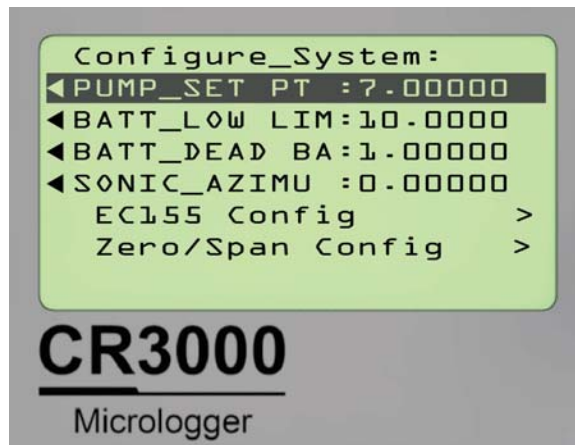 Configure_System:
◄PUMP_SET PT :7.00000
◄BATT_LOW LIM:10.0000
◄BATT_DEAD BA:1.00000
◄SONIC_AZIMU :0.00000
EC155 Config >
Zero/Span Config >
CR3000
Micrologger